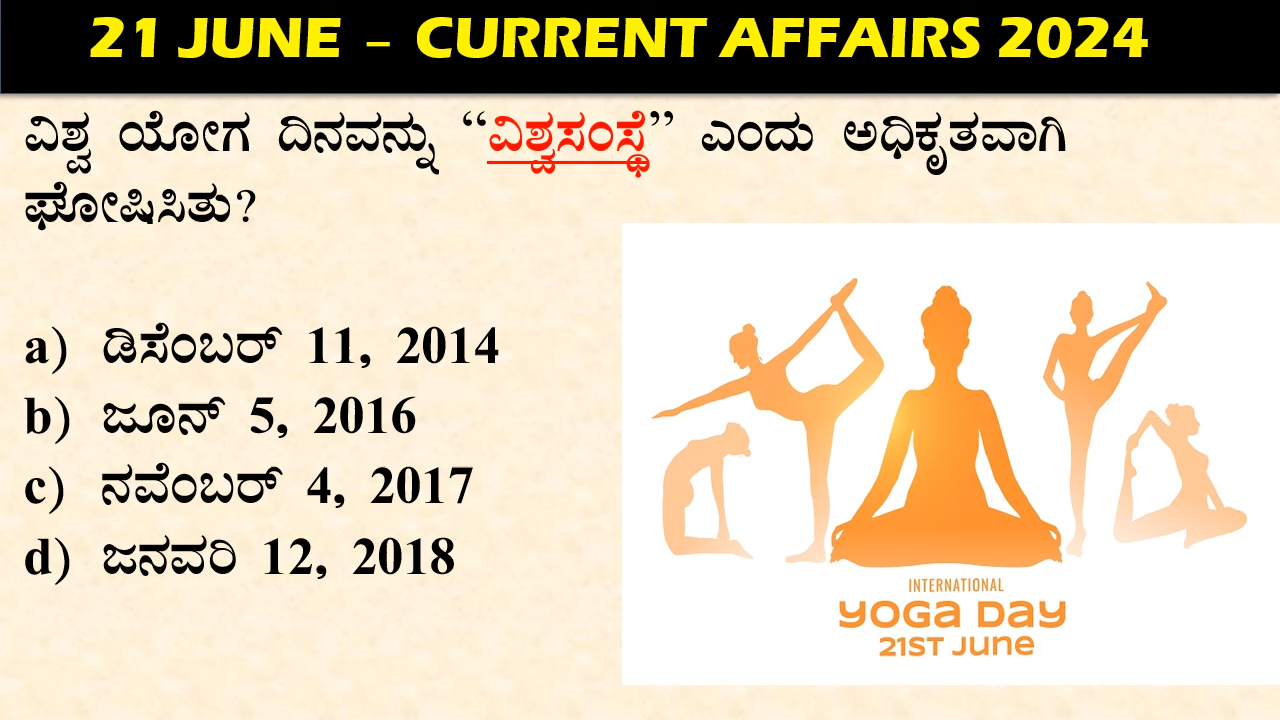 21 JUNE – CURRENT AFFAIRS 2024
ವಿಶ್ವ ಯೋಗ ದಿನವನ್ನು “ವಿಶ್ವಸಂಸ್ಥೆ” ಎಂದು ಅಧಿಕೃತವಾಗಿ
ಘೋಷಿಸಿತು?
a) ಡಿಸೆಂಬರ್ 11, 2014
b) ಜೂನ್ 5, 2016
c) ನವೆಂಬರ್ 4, 2017
d) ಜನವರಿ 12, 2018
INTERNATIONAL
YOGA DAY
21ST JUNE